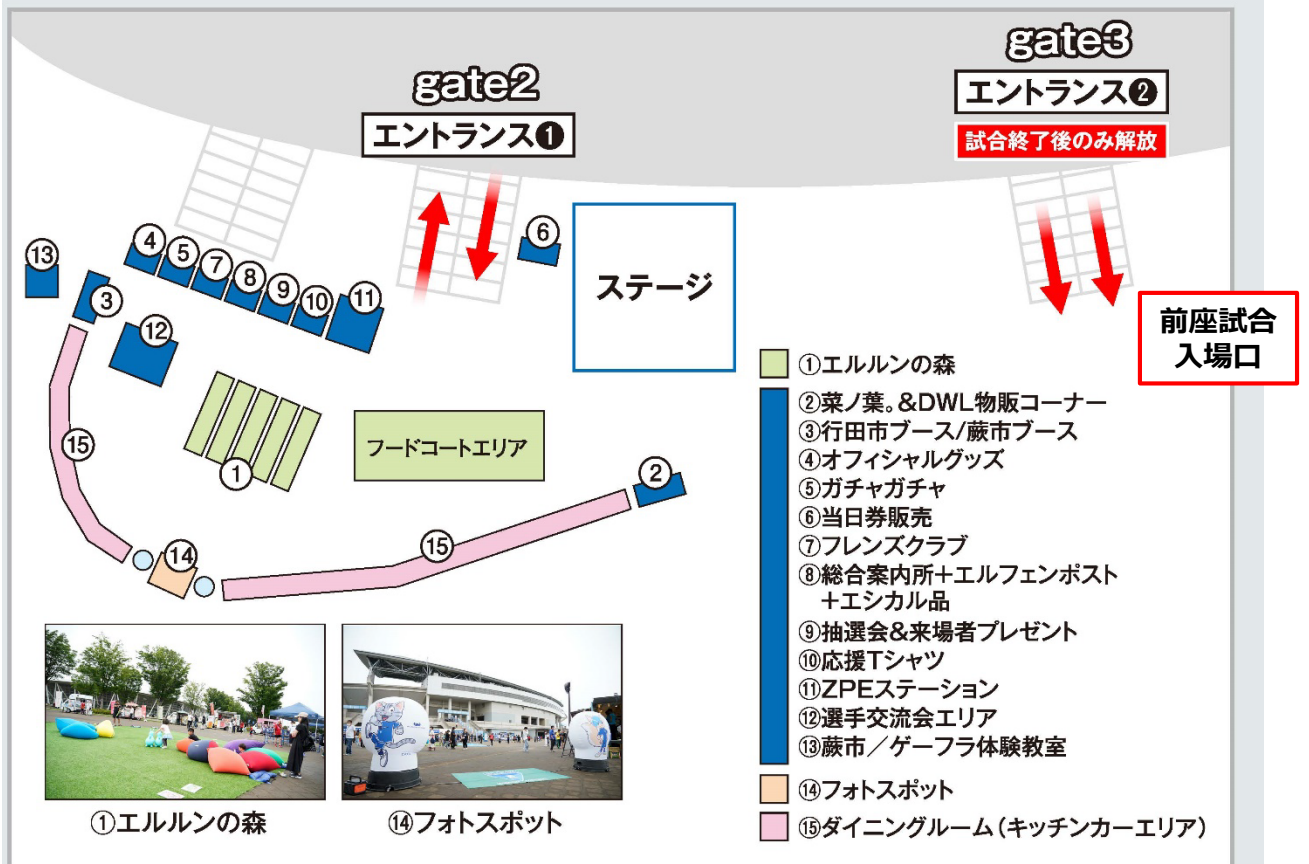 gate2
エントランス❶
gate3
エントランス❷
試合終了後のみ解放
前座試合
入場口
⑬
④
⑤
⑦
⑧
⑨
⑩
⑪
⑥
③
⑫
ステージ
⑮
①
フードコートエリア
②
⑭
⑮
①エルルンの森
②菜ノ葉。&DWL物販コーナー
③行田市ブース/蕨市ブース
④オフィシャルグッズ
⑤ガチャガチャ
⑥当日券販売
⑦フレンズクラブ
⑧総合案内所+エルフェンポスト
+エシカル品
⑨抽選会&来場者プレゼント
⑩応援Tシャツ
⑪ZPEステーション
⑫選手交流会エリア
⑬蕨市/ゲーフラ体験教室
⑭フォトスポット
⑮ダイニングルーム(キッチンカーエリア)
①エルルンの森
⑭フォトスポット